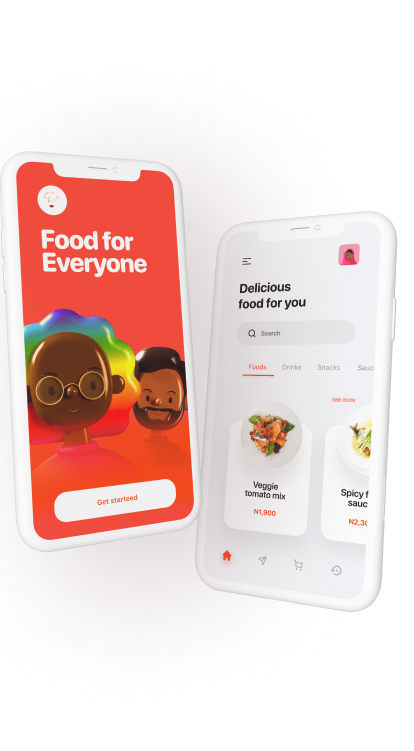 Food for
Everyone
Get starteed
Delicious
food for you
Search
Foods Drinks Snacks Sauc
see more
Veggie
tomato mix
N1,900
Spicy f
sauc
N2,30